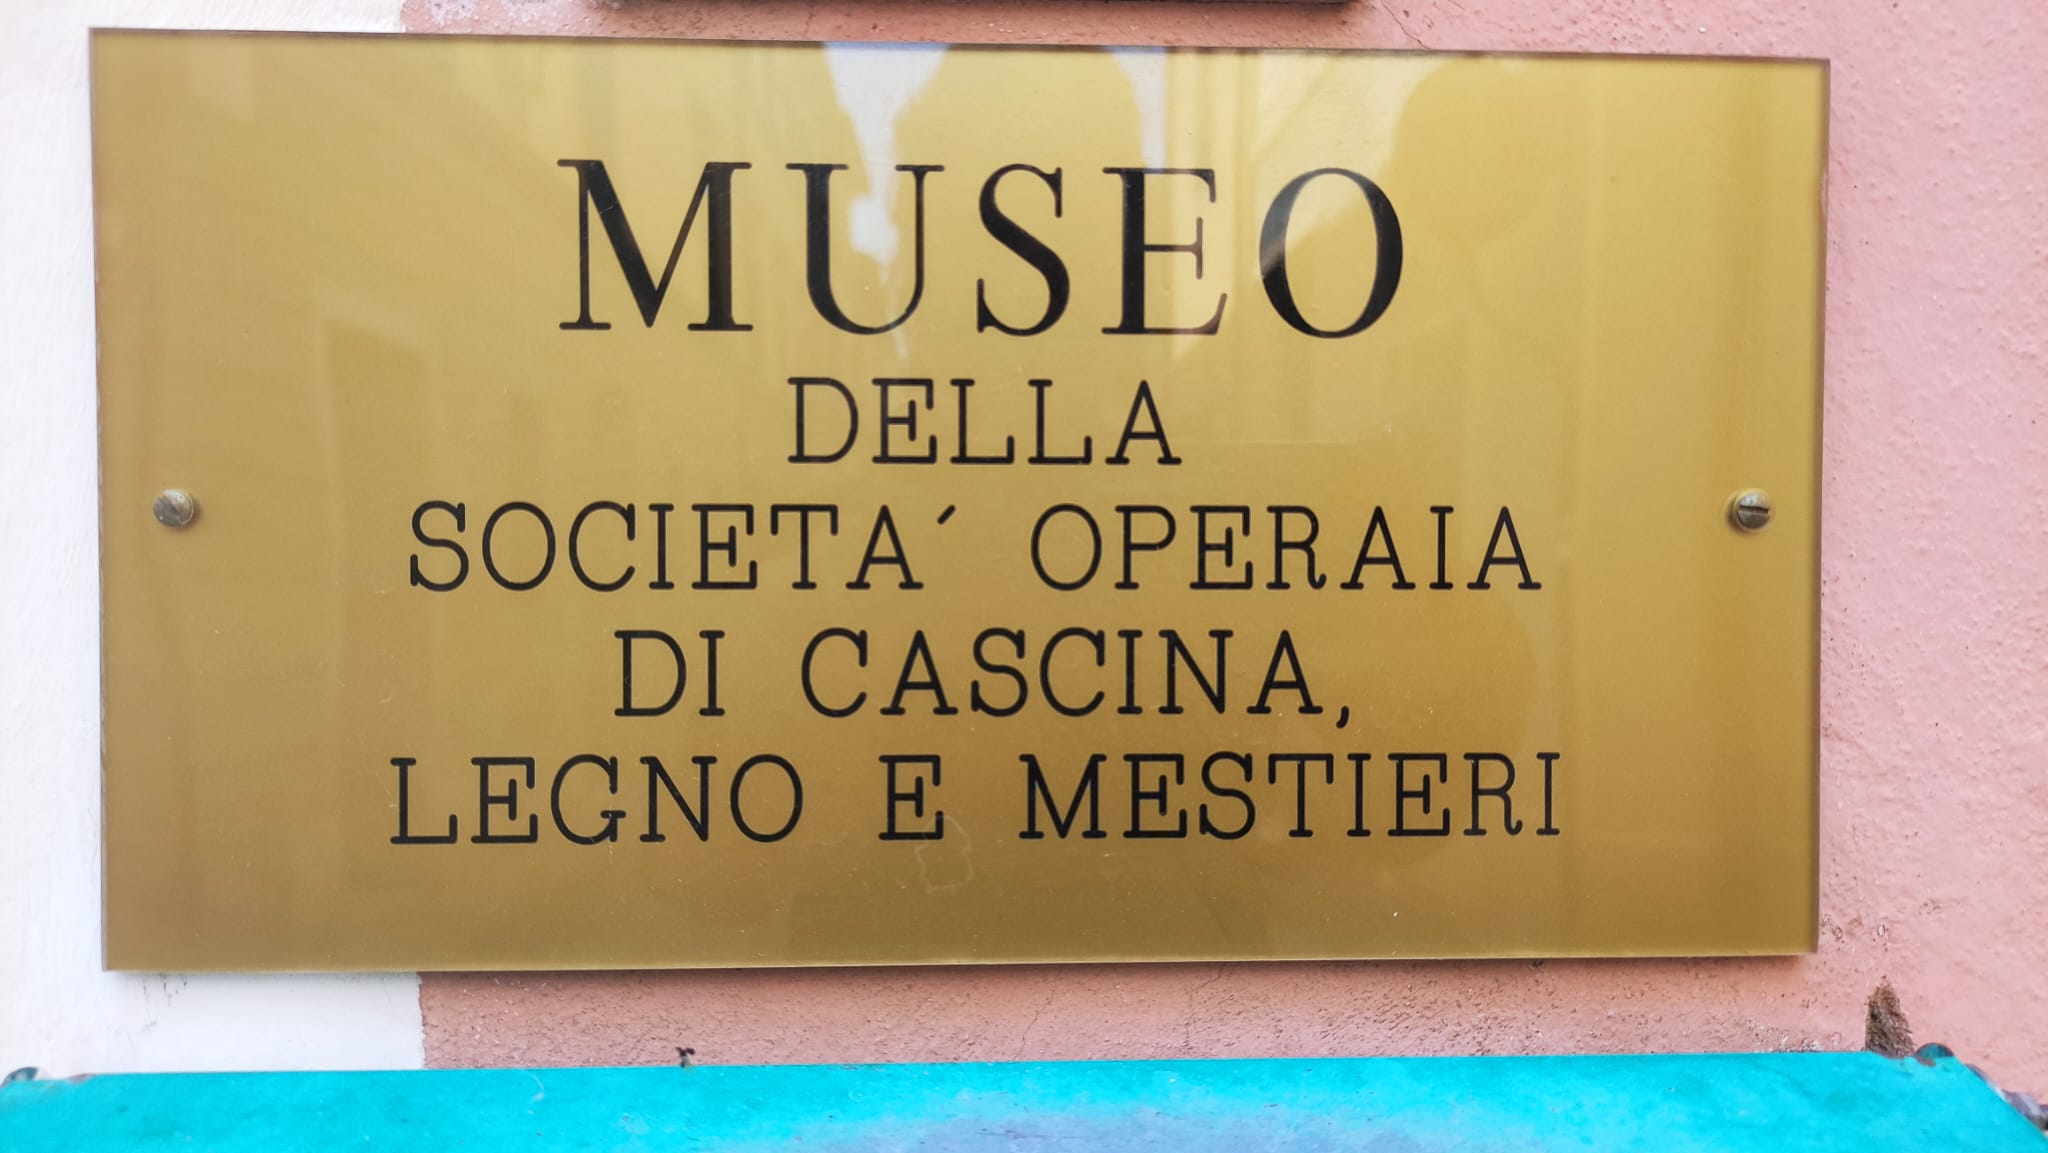 MUSEO
DELLA
SOCIETA´ OPERAIA
DI CASCINA,
LEGNO E MESTIERI